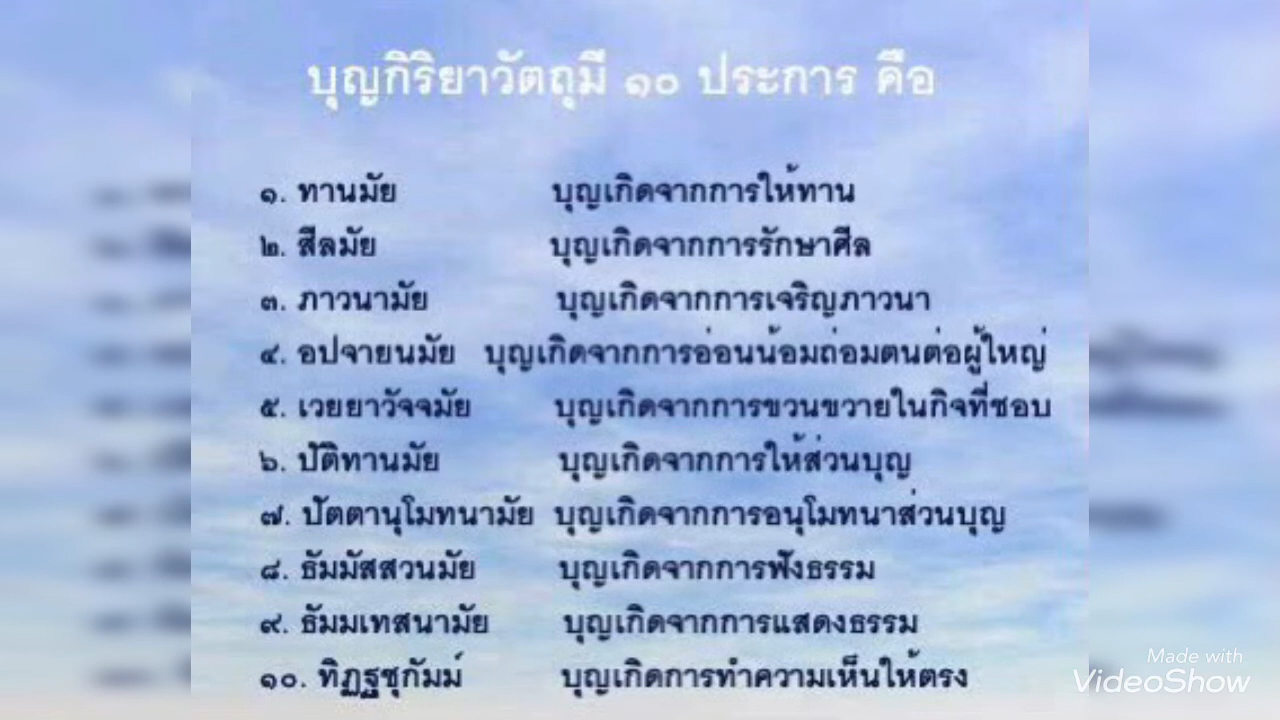 บุญกิริยาวัตถุมี ๑๐ ประการ คือ
๑. ทานมัย บุญเกิดจากการให้ทาน
๒. สีลมัย บุญเกิดจากการรักษาศีล
๓. ภาวนามัย บุญเกิดจากการเจริญภาวนา
๔. อปจายนมัย บุญเกิดจากการอ่อนน้อมถ่อมตนต่อผู้ใหญ่
๕. เวยยาวัจจมัย บุญเกิดจากการขวนขวายในกิจที่ชอบ
๖. ปัติทานมัย บุญเกิดจากการให้ส่วนบุญ
๗. ปัตตานุโมทนามัย บุญเกิดจากการอนุโมทนาส่วนบุญ
๘. ธัมมัสสวนมัย บุญเกิดจากการฟังธรรม
๙. ธัมมเทสนามัย บุญเกิดจากการแสดงธรรม
๑๐. ทิฏฐุชุกัมม์ บุญเกิดการทำความเห็นให้ตรง
Made with
VideoShow